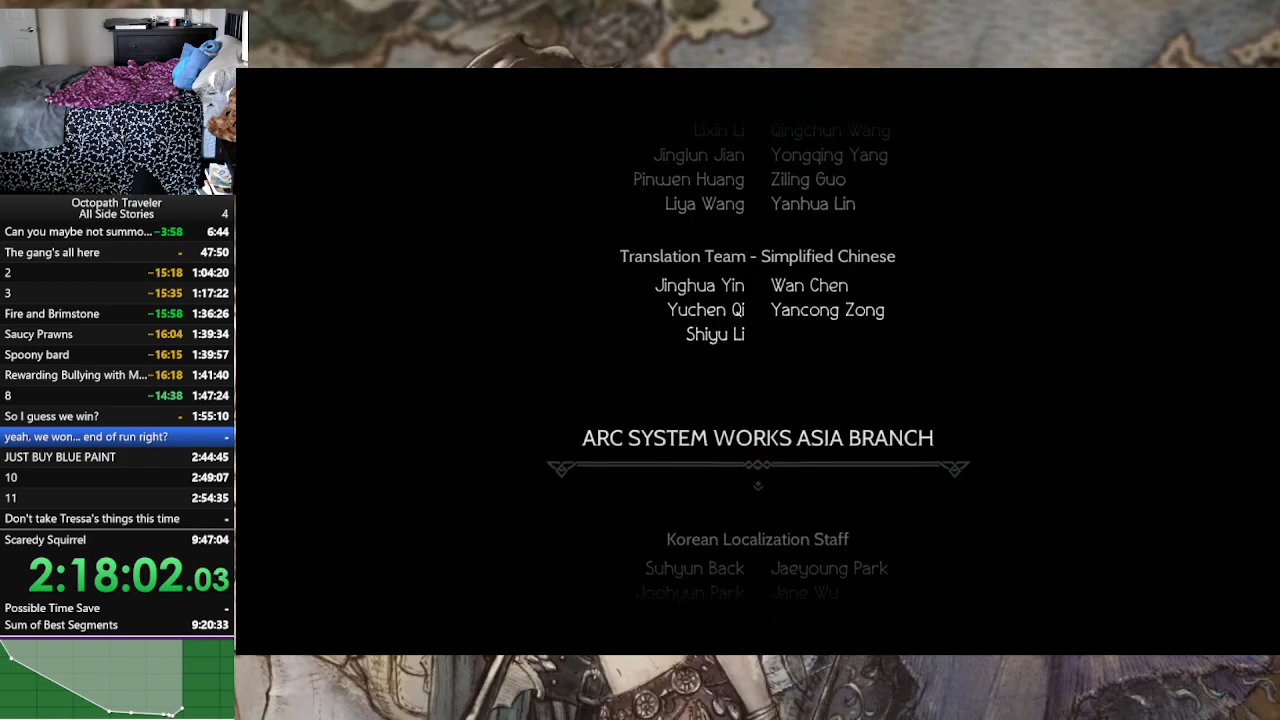 Octopath Traveler
All Side Stories 4
Can you maybe not summo... −3:58 6:44
The gang's all here - 47:50
2 −15:18 1:04:20
3 −15:35 1:17:22
Fire and Brimstone −15:58 1:36:26
Saucy Prawns −16:04 1:39:34
Spoony bard −16:15 1:39:57
Rewarding Bullying with M... −16:18 1:41:40
8 −14:38 1:47:24
So I guess we win? - 1:55:10
yeah, we won... end of run right? -
JUST BUY BLUE PAINT 2:44:45
10 2:49:07
11 2:54:35
Don't take Tressa's things this time -
Scaredy Squirrel 9:47:04
2:18:02.03
Possible Time Save -
Sum of Best Segments 9:20:33
Lixin Li Qingchun Wang
Jinglun Jian Yongqing Yang
Pinwen Huang Ziling Guo
Liya Wang Yanhua Lin
Translation Team - Simplified Chinese
Jinghua Yin Wan Chen
Yuchen Qi Yancong Zong
Shiyu Li
ARC SYSTEM WORKS ASIA BRANCH
Korean Localization Staff
Suhyun Back Jaeyoung Park
Joohyun Park Jane Wu